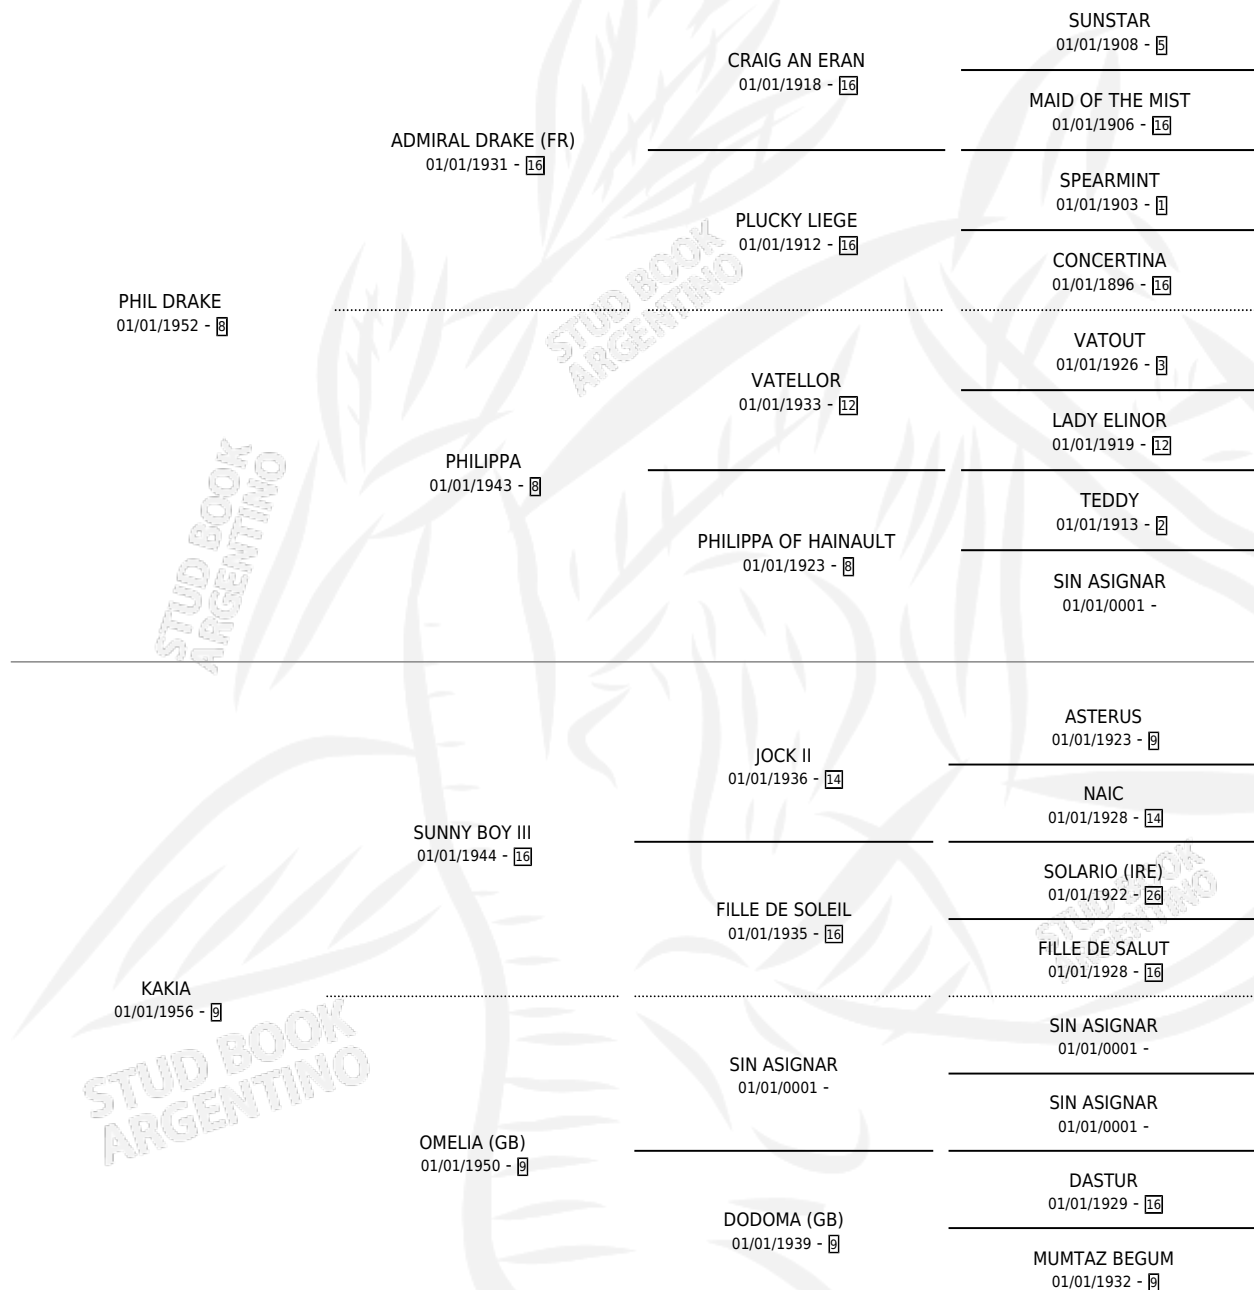 SUNSTAR
01/01/1908 - 5
CRAIG AN ERAN
01/01/1918 - 16
MAID OF THE MIST
01/01/1906 - 16
ADMIRAL DRAKE (FR)
01/01/1931 - 16
SPEARMINT
01/01/1903 - 1
PLUCKY LIEGE
01/01/1912 - 16
CONCERTINA
01/01/1896 - 16
PHIL DRAKE
01/01/1952 - 8
VATOUT
01/01/1926 - 3
VATELLOR
01/01/1933 - 12
LADY ELINOR
01/01/1919 - 12
PHILIPPA
01/01/1943 - 8
TEDDY
01/01/1913 - 2
PHILIPPA OF HAINAULT
01/01/1923 - 8
SIN ASIGNAR
01/01/0001 -
ASTERUS
01/01/1923 - 9
JOCK II
01/01/1936 - 14
NAIC
01/01/1928 - 14
SUNNY BOY III
01/01/1944 - 16
SOLARIO (IRE)
01/01/1922 - 26
FILLE DE SOLEIL
01/01/1935 - 16
FILLE DE SALUT
01/01/1928 - 16
KAKIA
01/01/1956 - 9
SIN ASIGNAR
01/01/0001 -
SIN ASIGNAR
01/01/0001 -
SIN ASIGNAR
01/01/0001 -
OMELIA (GB)
01/01/1950 - 9
DASTUR
01/01/1929 - 16
DODOMA (GB)
01/01/1939 - 9
MUMTAZ BEGUM
01/01/1932 - 9
STUD BOOK
ARGENTINO
STUD BOOK
ARGENTINO
STUD BOOK
ARGENTINO
STUD BOOK
ARGENTINO